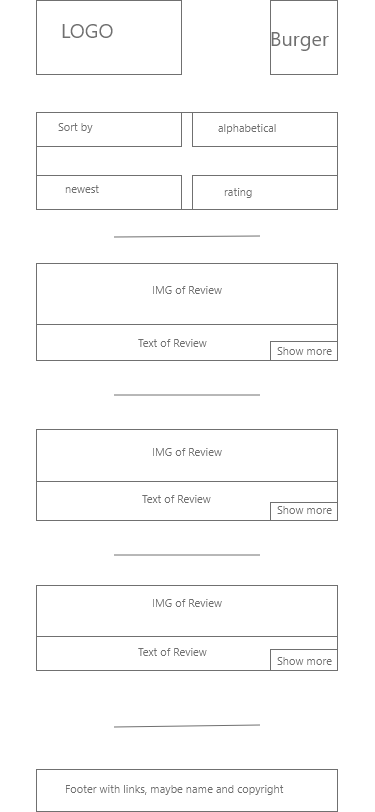 LOGO
Burger
Sort by
alphabetical
newest
rating
IMG of Review
Text of Review
Show more
IMG of Review
Text of Review
Show more
IMG of Review
Text of Review
Show more
Footer with links, maybe name and copyright